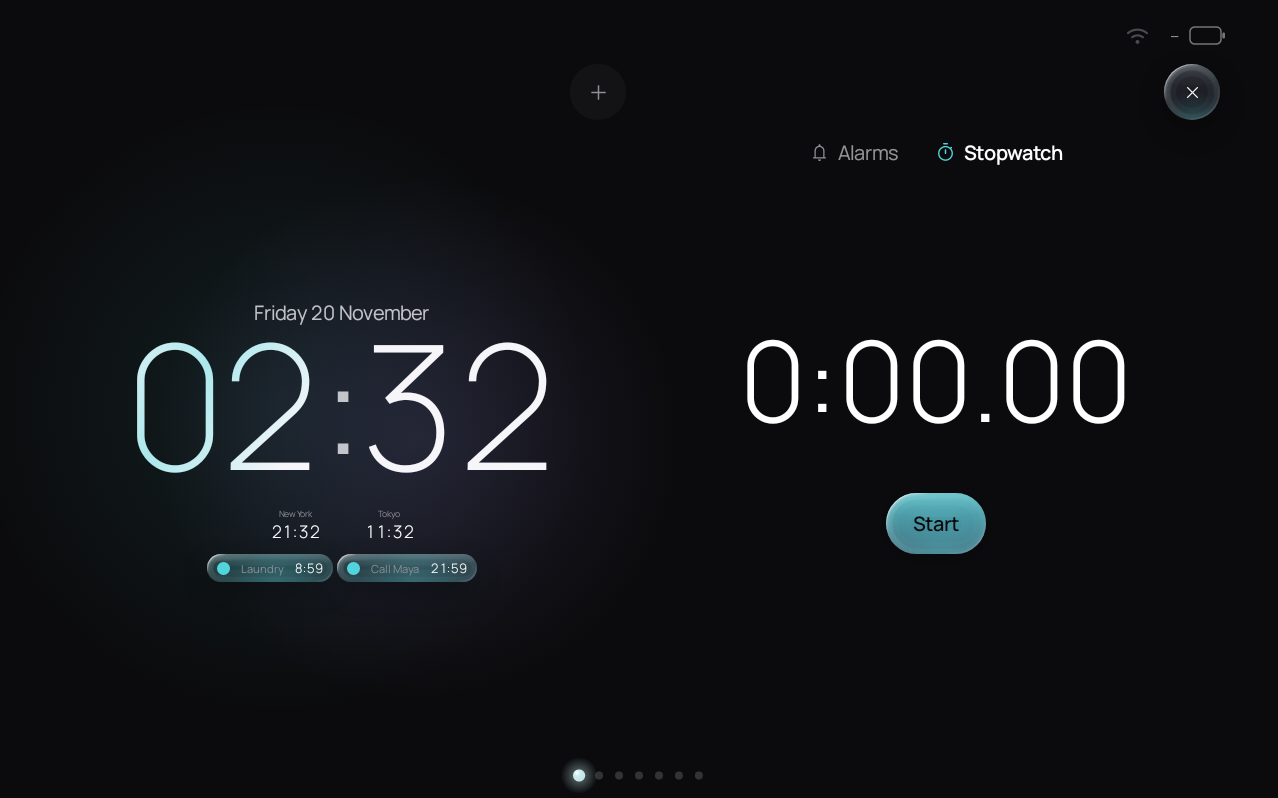 –
Alarms
Stopwatch
Friday 20 November
02:32
New York
21:32
Tokyo
11:32
Laundry 8:59
Call Maya 21:59
0:00.00
Start